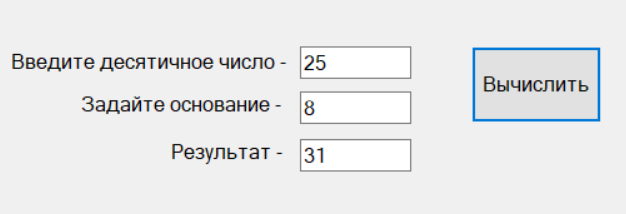 Введите десятичное число - 25
Вычислить
Задайте основание - 8
Результат - 31